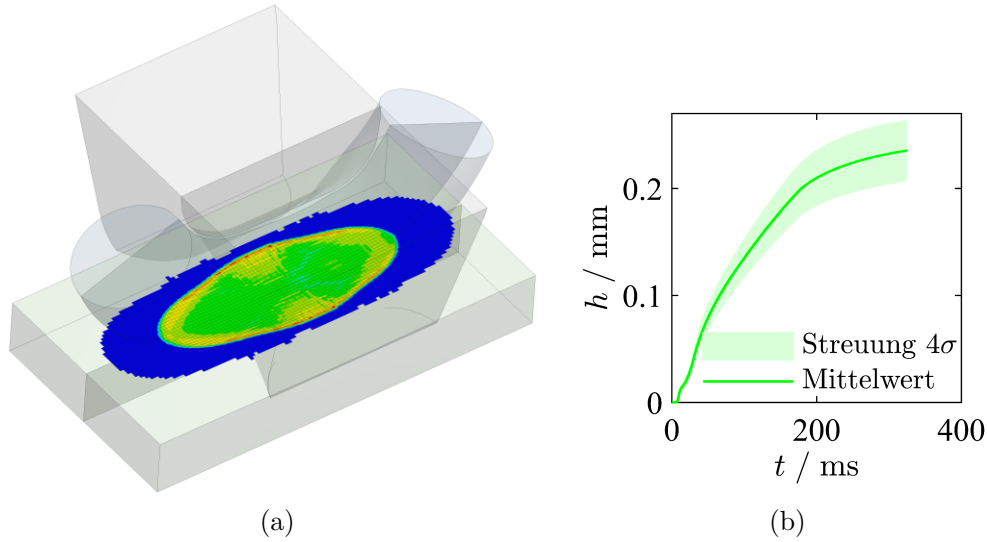 h / mm
0.2
0.1
0
Streuung 4σ
Mittelwert
0
200
400
t / ms
(a)
(b)